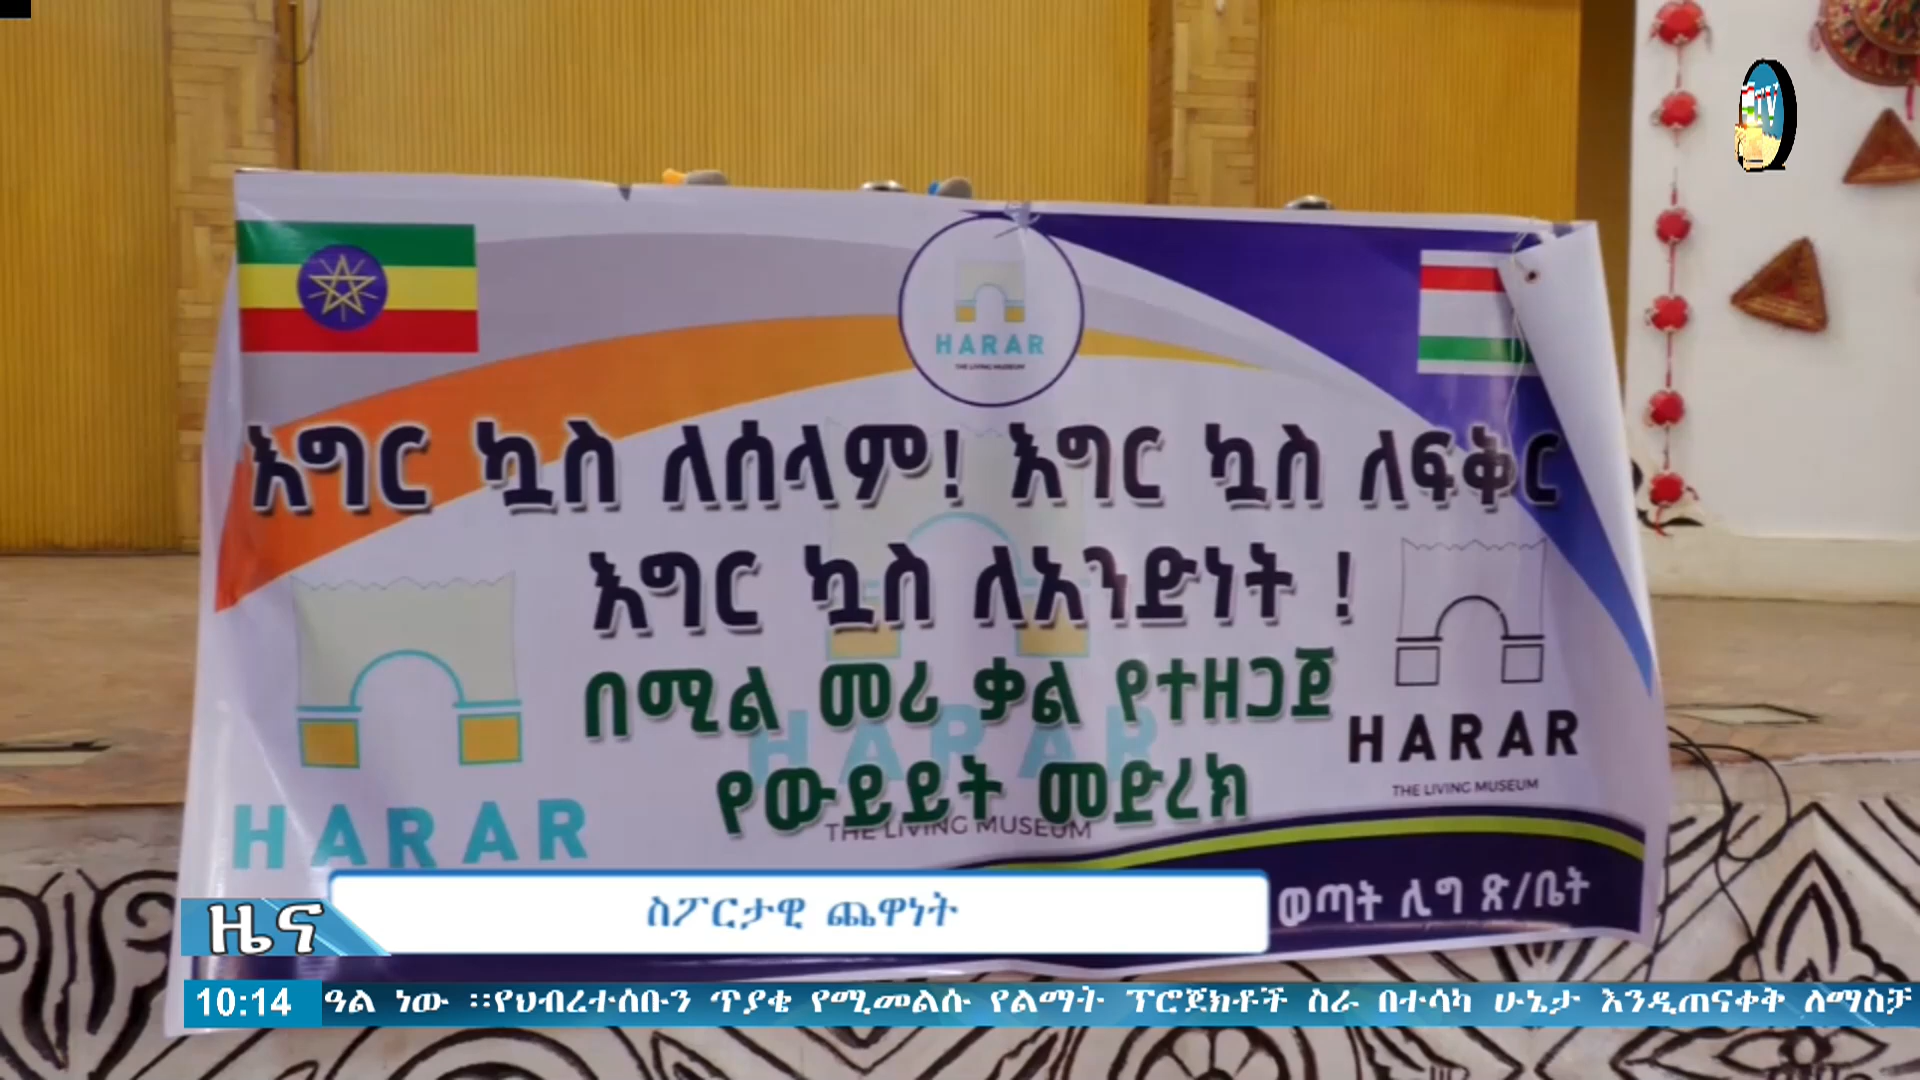 TV
HARAR
THE LIVING MUSEUM
እግር ኳስ ለሰላም! እግር ኳስ ለፍቅር
እግር ኳስ ለአንድነት !
በሚል መሪ ቃል የተዘጋጀ
የውይይት መድረክ
HARAR
HARAR
THE LIVING MUSEUM
HARAR
THE LIVING MUSEUM
ወጣት ሊግ ጽ/ቤት
ዜና
ስፖርታዊ ጨዋነት
10:14 ዓል ነው ፡፡የህብረተሰቡን ጥያቄ የሚመልሱ የልማት ፕሮጀክቶች ስራ በተሳካ ሁኔታ እንዲጠናቀቅ ለማስቻ